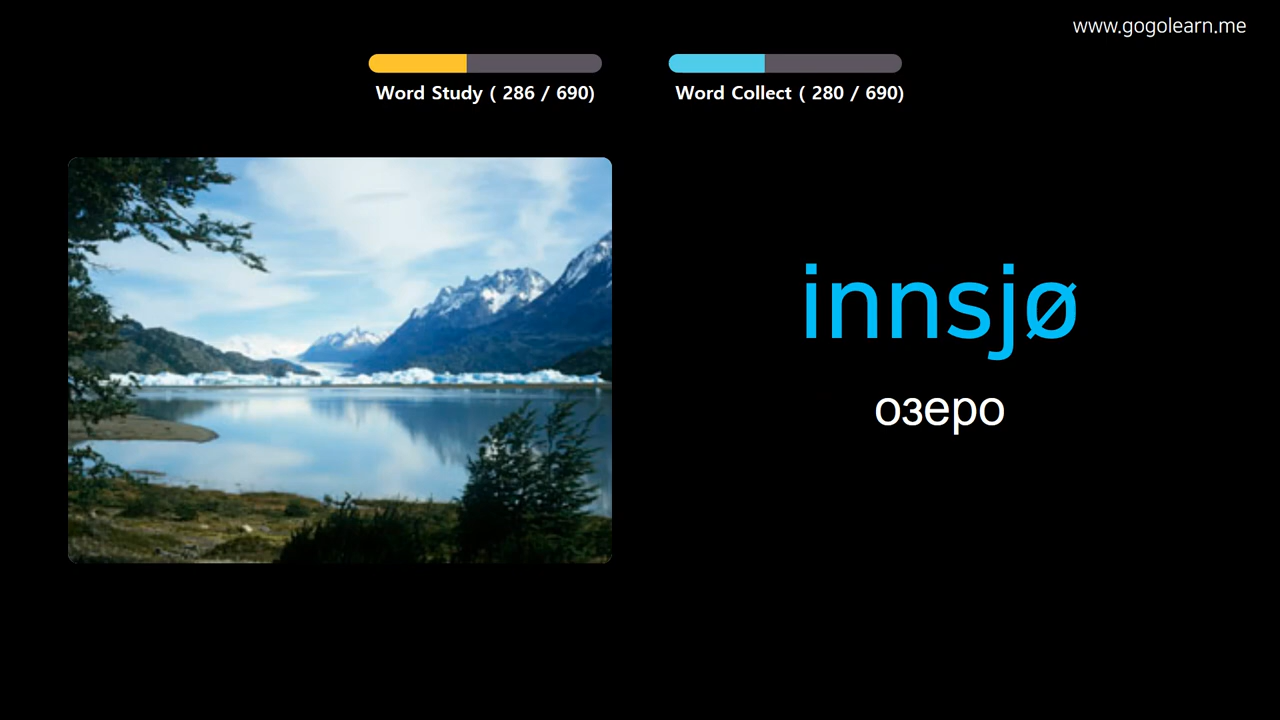 www.gogolearn.me
Word Study ( 286 / 690)
Word Collect ( 280 / 690)
innsjø
озеро